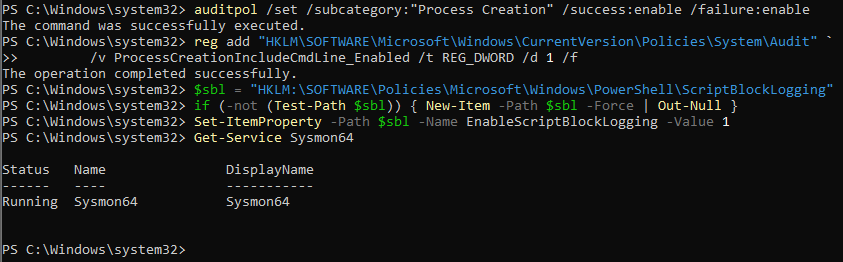 PS C:\Windows\system32> auditpol /set /subcategory:"Process Creation" /success:enable /failure:enable
The command was successfully executed.
PS C:\Windows\system32> reg add "HKLM\SOFTWARE\Microsoft\Windows\CurrentVersion\Policies\System\Audit" `
>>         /v ProcessCreationIncludeCmdLine_Enabled /t REG_DWORD /d 1 /f
The operation completed successfully.
PS C:\Windows\system32> $sbl = "HKLM:\SOFTWARE\Policies\Microsoft\Windows\PowerShell\ScriptBlockLogging"
PS C:\Windows\system32> if (-not (Test-Path $sbl)) { New-Item -Path $sbl -Force | Out-Null }
PS C:\Windows\system32> Set-ItemProperty -Path $sbl -Name EnableScriptBlockLogging -Value 1
PS C:\Windows\system32> Get-Service Sysmon64
Status   Name               DisplayName
------   ----               -----------
Running  Sysmon64           Sysmon64
PS C:\Windows\system32>